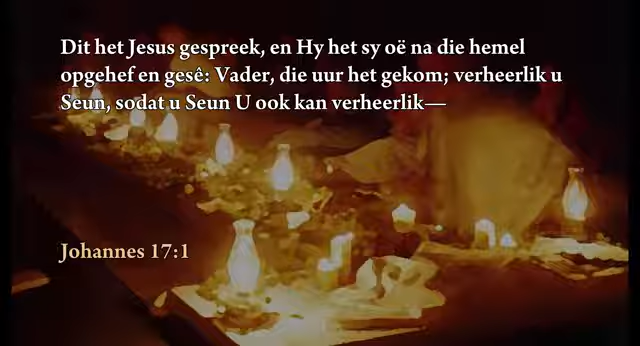 Dit het Jesus gespreek, en Hy het sy oë na die hemel
opgehef en gesê: Vader, die uur het gekom; verheerlik u
Seun, sodat u Seun U ook kan verheerlik—
Johannes 17:1